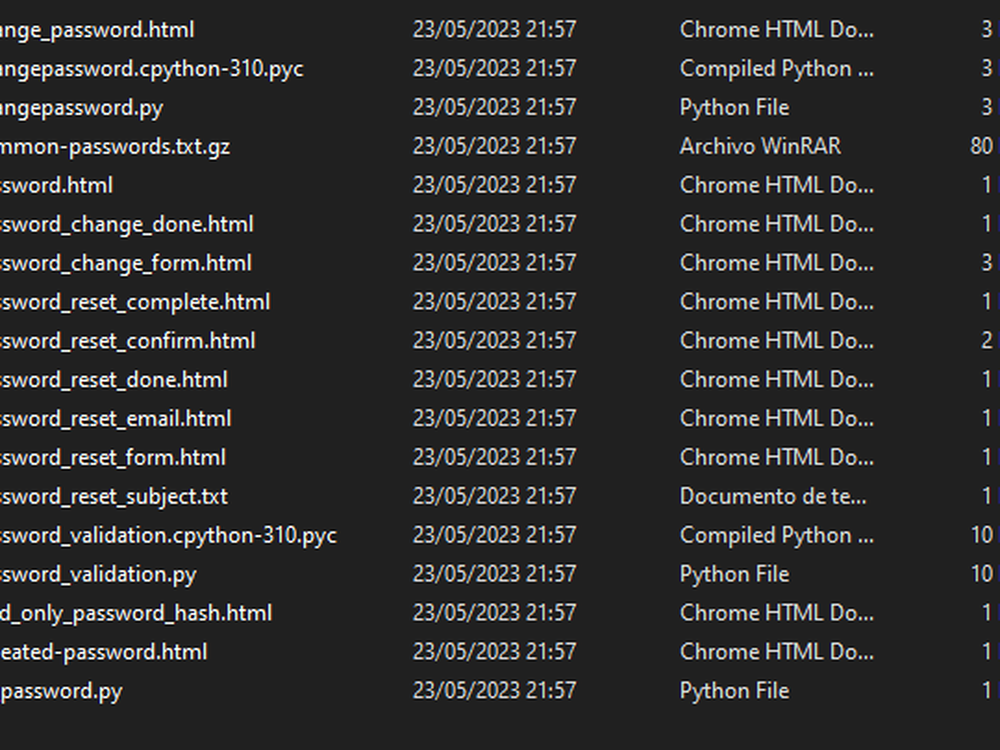 ange_password.html 23/05/2023 21:57 Chrome HTML Do... 3
angepassword.cpython-310.pyc 23/05/2023 21:57 Compiled Python ... 3
angepassword.py 23/05/2023 21:57 Python File 3
mmon-passwords.txt.gz 23/05/2023 21:57 Archivo WinRAR 80
ssword.html 23/05/2023 21:57 Chrome HTML Do... 1
ssword_change_done.html 23/05/2023 21:57 Chrome HTML Do... 1
ssword_change_form.html 23/05/2023 21:57 Chrome HTML Do... 3
ssword_reset_complete.html 23/05/2023 21:57 Chrome HTML Do... 1
ssword_reset_confirm.html 23/05/2023 21:57 Chrome HTML Do... 2
ssword_reset_done.html 23/05/2023 21:57 Chrome HTML Do... 1
ssword_reset_email.html 23/05/2023 21:57 Chrome HTML Do... 1
ssword_reset_form.html 23/05/2023 21:57 Chrome HTML Do... 1
ssword_reset_subject.txt 23/05/2023 21:57 Documento de te... 1
ssword_validation.cpython-310.pyc 23/05/2023 21:57 Compiled Python ... 10
ssword_validation.py 23/05/2023 21:57 Python File 10
d_only_password_hash.html 23/05/2023 21:57 Chrome HTML Do... 1
eated-password.html 23/05/2023 21:57 Chrome HTML Do... 1
password.py 23/05/2023 21:57 Python File 1